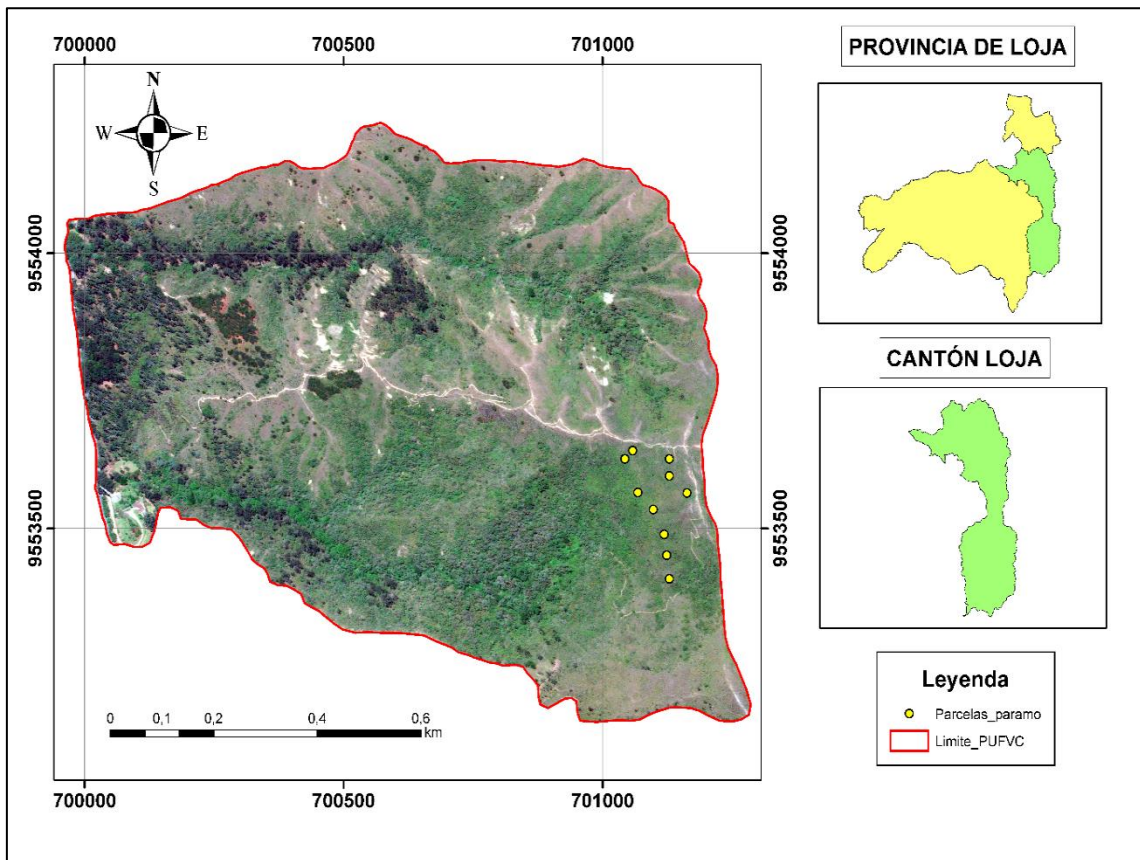 700000 700500 701000
N
W E
S
9554000 9554000
9553500 9553500
0 0,1 0,2 0,4 0,6
km
700000 700500 701000
PROVINCIA DE LOJA
CANTÓN LOJA
Leyenda
Parcelas_paramo
Limite_PUFVC